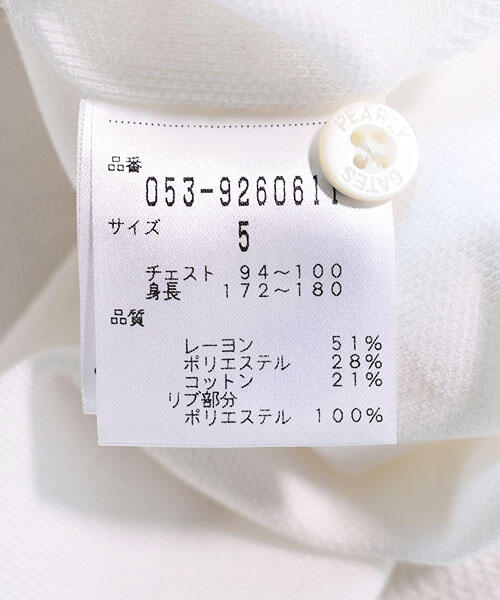 PEARLY
GATES
品番
053-9260611
サイズ
5
チェスト 94～100
身長 172～180
品質
レーヨン 51%
ポリエステル 28%
コットン 21%
リブ部分
ポリエステル 100%